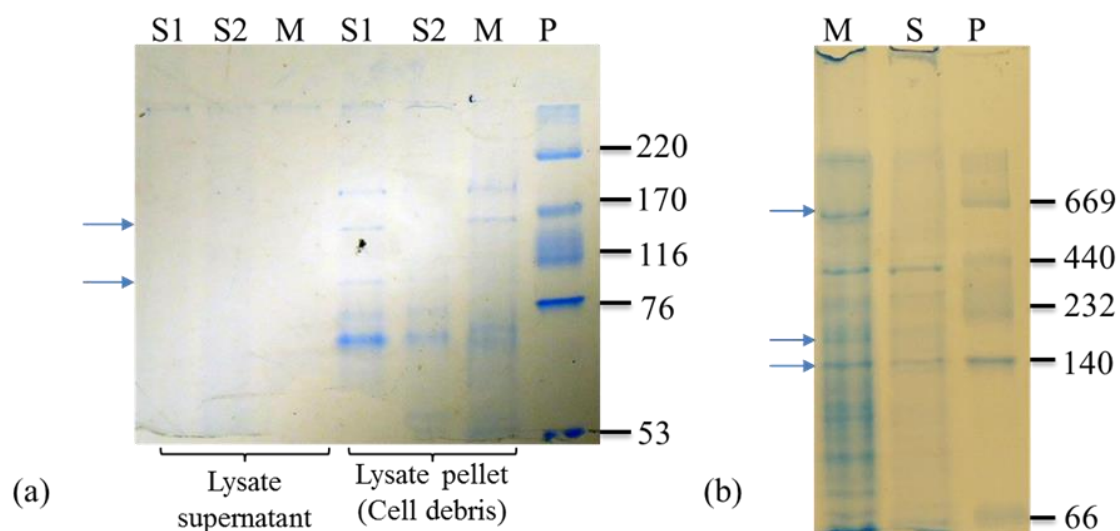 S1 S2 M S1 S2 M P
220
170
116
76
53
Lysate supernatant
Lysate pellet (Cell debris)
(a)
M S P
669
440
232
140
66
(b)